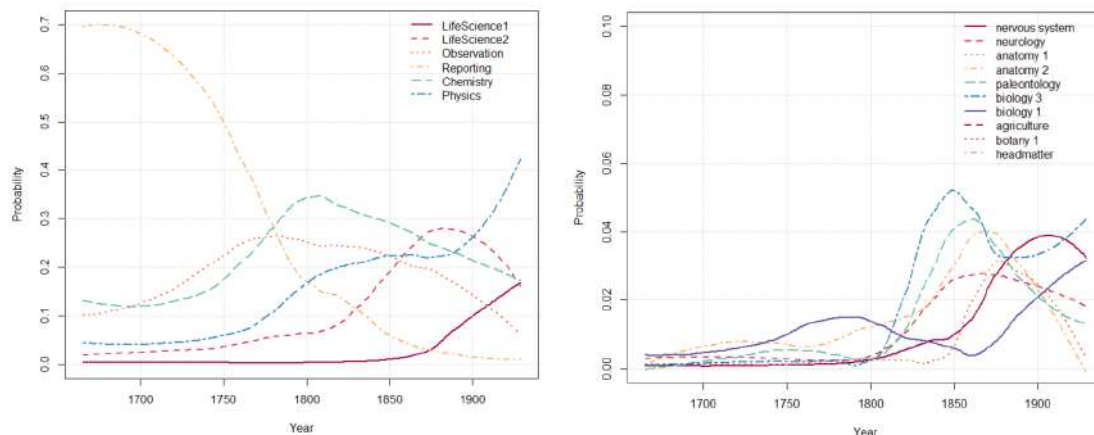 0.7
0.6
0.5
0.4
0.3
0.2
0.1
0.0
Probability
1700
1750
1800
1850
1900
Year
LifeScience1
LifeScience2
Observation
Reporting
Chemistry
Physics
0.10
0.08
0.06
0.04
0.02
0.00
Probability
1700
1750
1800
1850
1900
Year
nervous system
neurology
anatomy 1
anatomy 2
paleontology
biology 3
biology 1
agriculture
botany 1
headmatter